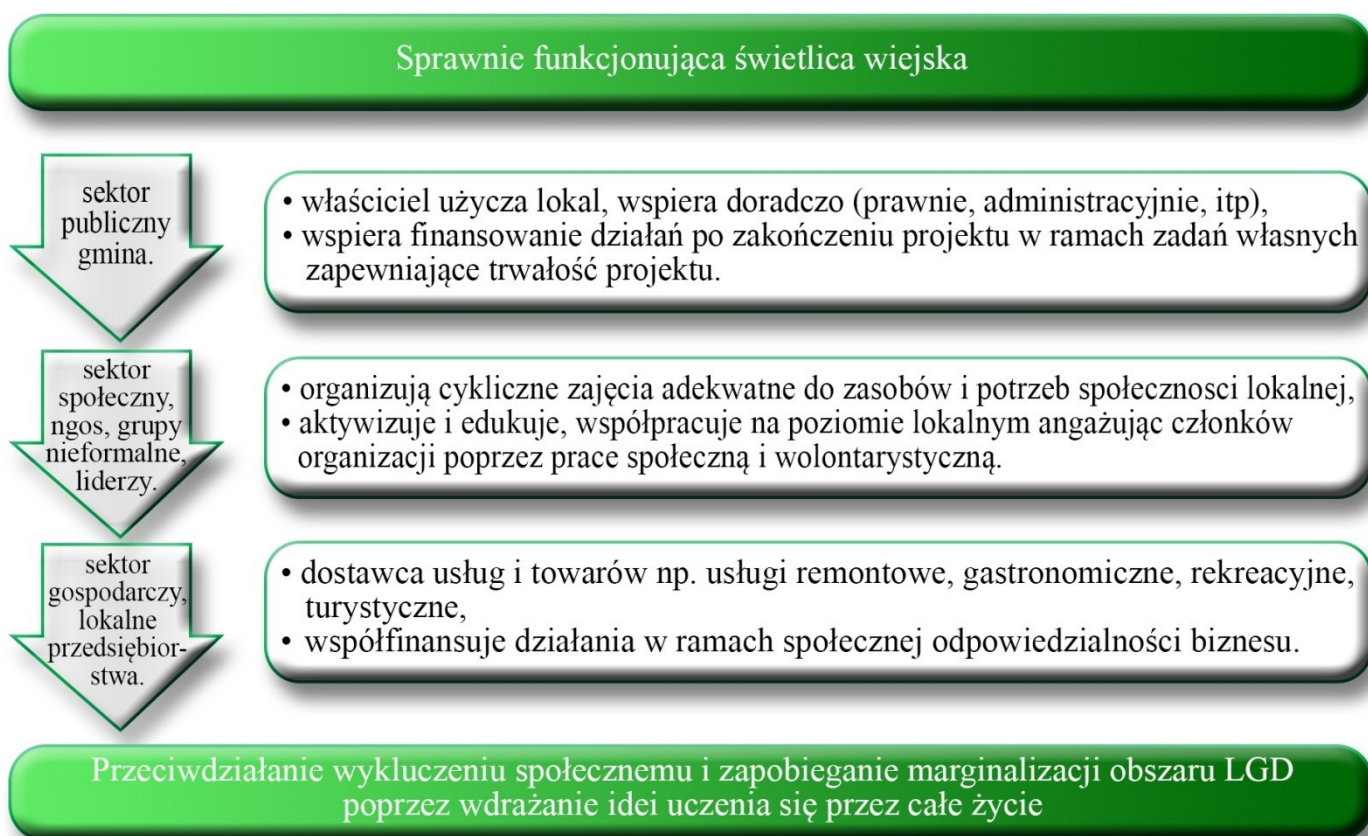 Sprawnie funkcjonująca świetlica wiejska
sektor
publiczny
gmina.
• właściciel użycza lokal, wspiera doradczo (prawnie, administracyjnie, itp),
• wspiera finansowanie działań po zakończeniu projektu w ramach zadań własnych
zapewniające trwałość projektu.
sektor
społeczny,
ngos, grupy
nieformalne,
liderzy.
• organizują cykliczne zajęcia adekwatne do zasobów i potrzeb społecznosci lokalnej,
• aktywizuje i edukuje, współpracuje na poziomie lokalnym angażując członków
organizacji poprzez prace społeczną i wolontarystyczną.
sektor
gospodarczy,
lokalne
przedsiębior-
stwa.
• dostawca usług i towarów np. usługi remontowe, gastronomiczne, rekreacyjne,
turystyczne,
• współfinansuje działania w ramach społecznej odpowiedzialności biznesu.
Przeciwdziałanie wykluczeniu społecznemu i zapobieganie marginalizacji obszaru LGD
poprzez wdrażanie idei uczenia się przez całe życie